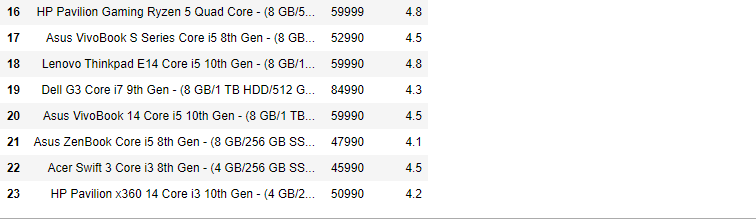 16 HP Pavilion Gaming Ryzen 5 Quad Core - (8 GB/5... 59999 4.8
17 Asus VivoBook S Series Core i5 8th Gen - (8 GB... 52990 4.5
18 Lenovo Thinkpad E14 Core i5 10th Gen - (8 GB/1... 59990 4.8
19 Dell G3 Core i7 9th Gen - (8 GB/1 TB HDD/512 G... 84990 4.3
20 Asus VivoBook 14 Core i5 10th Gen - (8 GB/1 TB... 59990 4.5
21 Asus ZenBook Core i5 8th Gen - (8 GB/256 GB SS... 47990 4.1
22 Acer Swift 3 Core i3 8th Gen - (4 GB/256 GB SS... 45990 4.5
23 HP Pavilion x360 14 Core i3 10th Gen - (4 GB/2... 50990 4.2